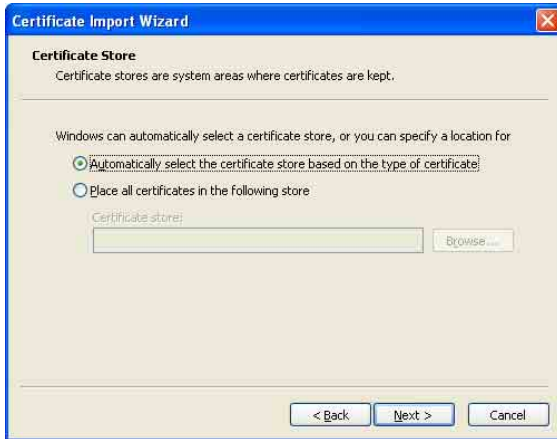 Certificate Import Wizard
Certificate Store
Certificate stores are system areas where certificates are kept.
Windows can automatically select a certificate store, or you can specify a location for
Automatically select the certificate store based on the type of certificate
Place all certificates in the following store
Certificate store:
Browse...
< Back
Next >
Cancel